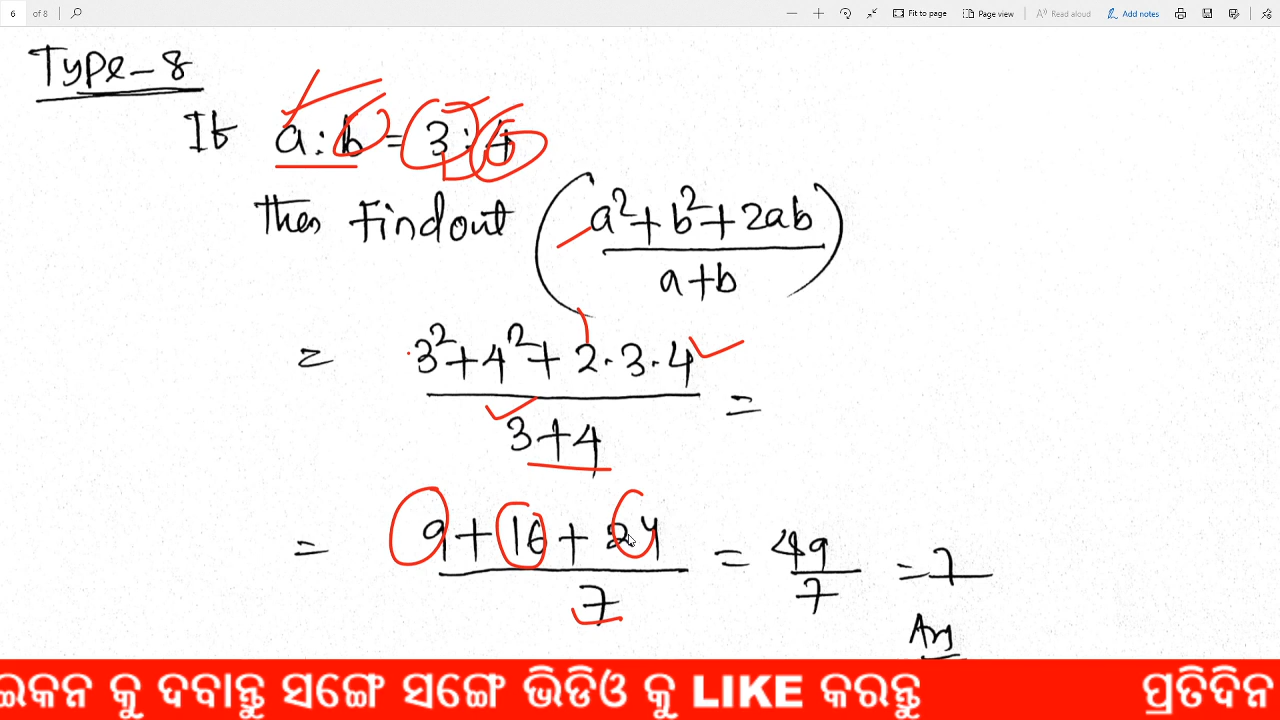 6 of 8 Fit to page Page view Read aloud Add notes
Type-8
If a:b = 3:4
then Findout (a²+b²+2ab / a+b)
= 3²+4²+2·3·4 / 3+4 =
= 9+16+24 / 7 = 49/7 = 7
Ans
ଇକନ କୁ ଦବାନ୍ତୁ ସଙ୍ଗେ ସଙ୍ଗେ ଭିଡିଓ କୁ LIKE କରନ୍ତୁ ପ୍ରତିଦିନ